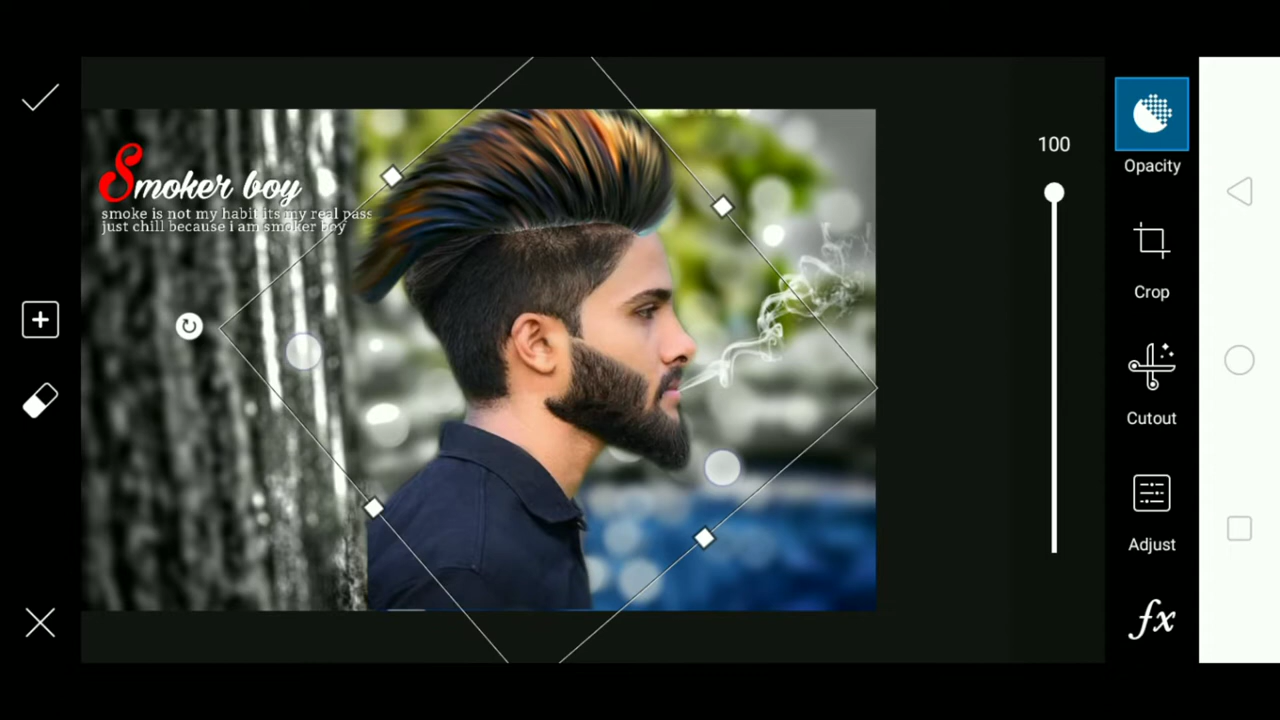 Smoker boy
smoke is not my habit its my real pass
just chill because i am smoker boy
100
Opacity
Crop
Cutout
Adjust
fx